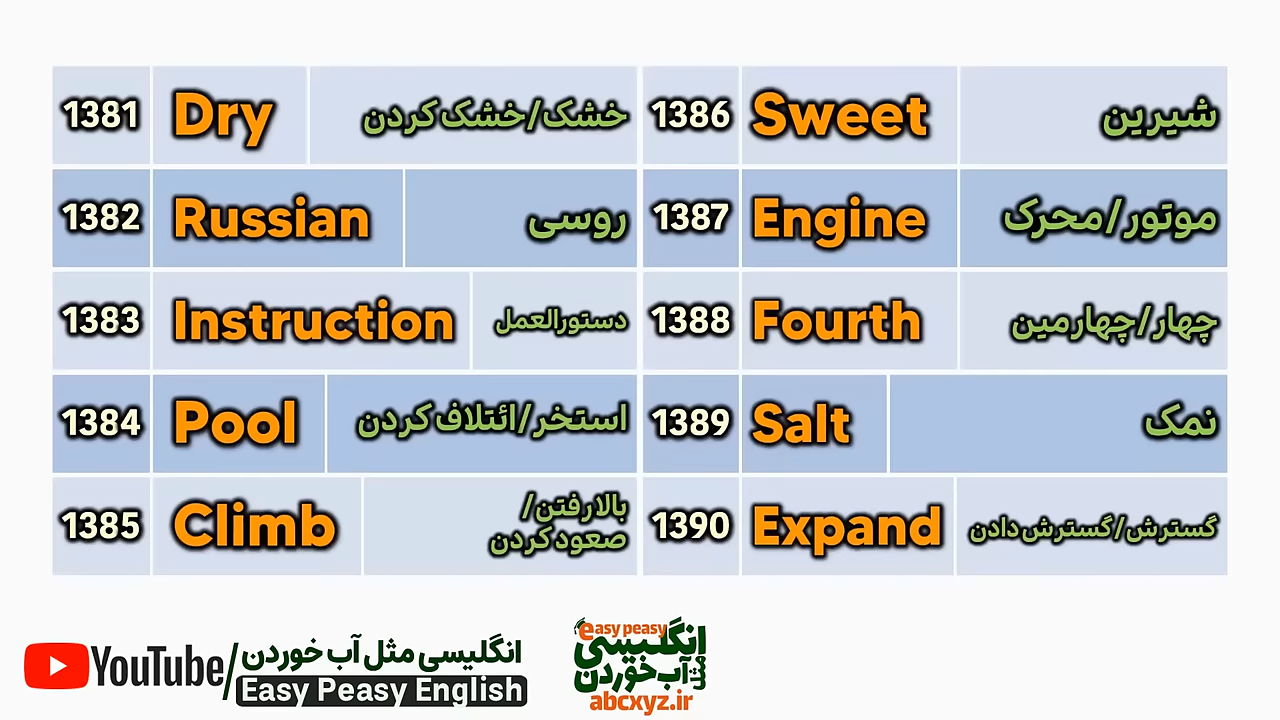 1381 Dry خشک/خشک کردن
1386 Sweet شیرین
1382 Russian روسی
1387 Engine موتور/محرک
1383 Instruction دستورالعمل
1388 Fourth چهار/چهارمین
1384 Pool استخر/ائتلاف کردن
1389 Salt نمک
1385 Climb بالا رفتن/
صعود کردن
1390 Expand گسترش/گسترش دادن
YouTube/انگلیسی مثل آب خوردن
Easy Peasy English
easy peasy
انگلیسی
مثل آب خوردن
abcxyz.ir